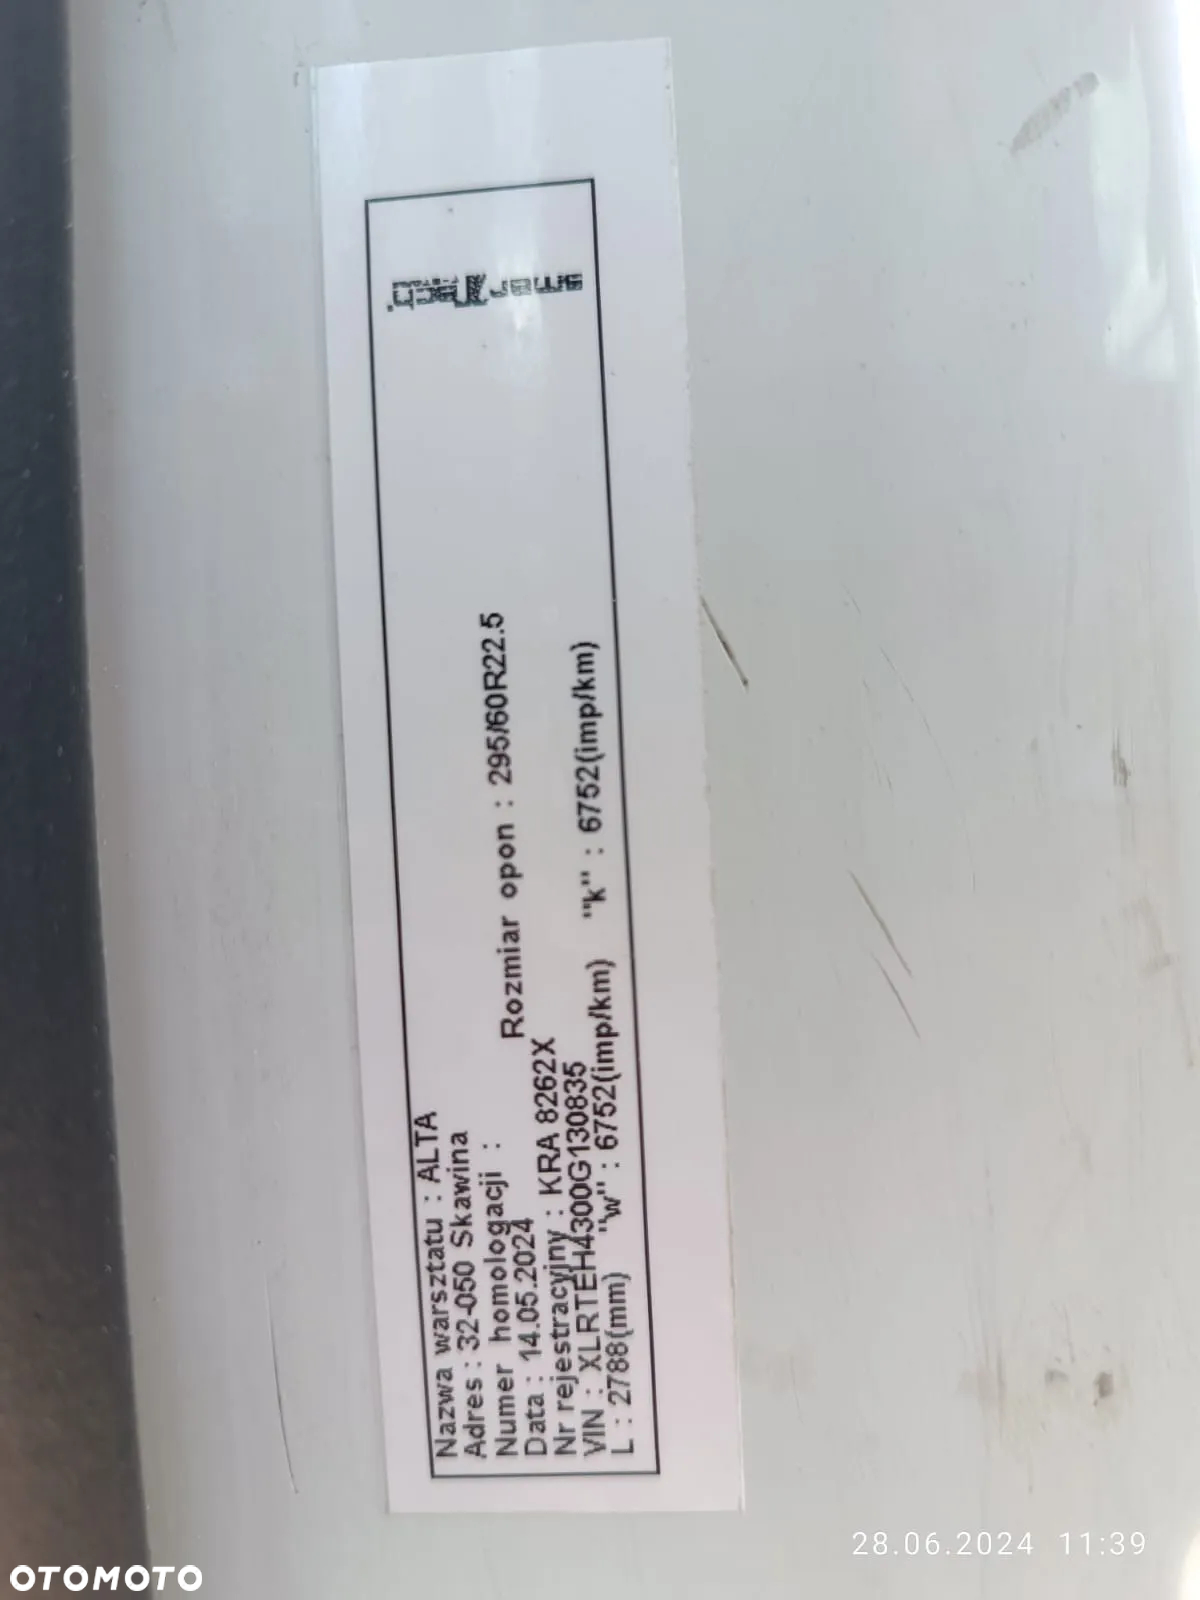 Nazwa warsztatu : ALTA
Adres : 32-050 Skawina
Numer homologacji :
Rozmiar opon : 295/60R22.5
Data : 14.05.2024
Nr rejestracyjny : KRA 8262X
VIN : XLRTEH4300G130835
L : 2788(mm) "w" : 6752(imp/km) "k" : 6752(imp/km)
28.06.2024 11:39
OTOMOTO